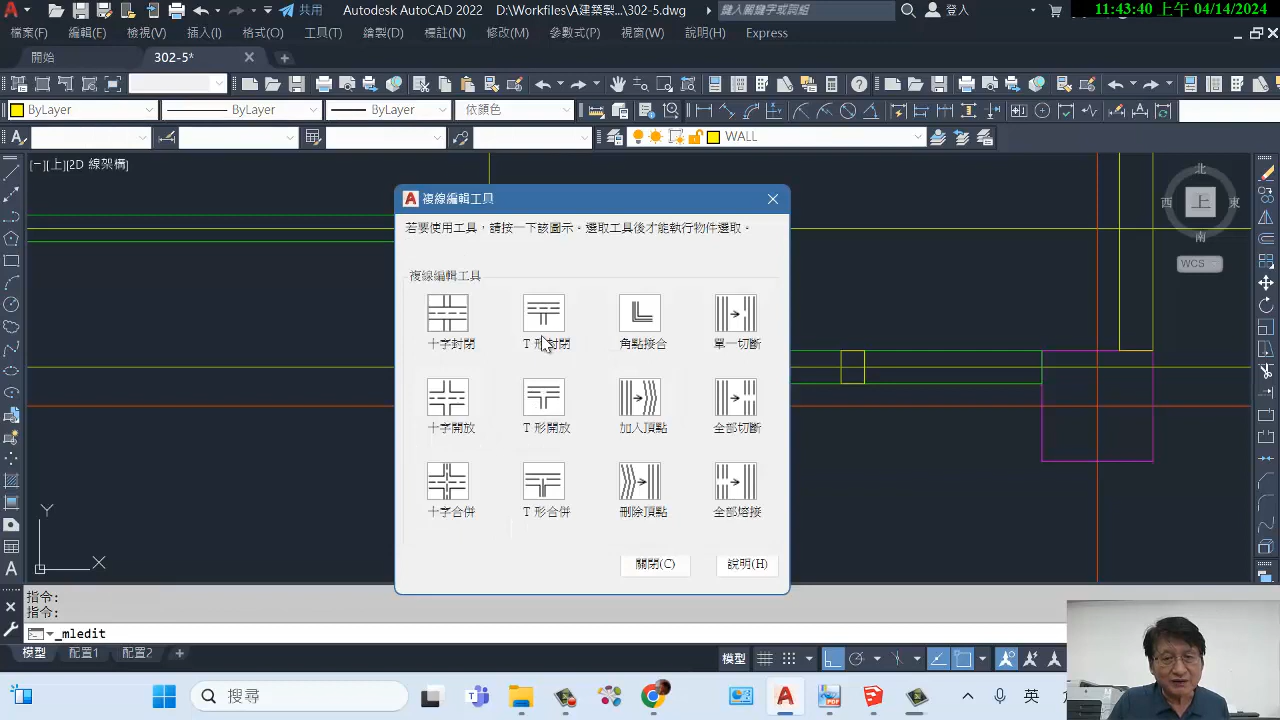 共用 Autodesk AutoCAD 2022 D:\Workfiles\A建築製...\302-5.dwg 鍵入關鍵字或詞組 登入 11:43:40 上午 04/14/2024
檔案(F) 編輯(E) 檢視(V) 插入(I) 格式(O) 工具(T) 繪製(D) 標註(N) 修改(M) 參數式(P) 視窗(W) 說明(H) Express
開始 302-5*
ByLayer ByLayer ByLayer 依顏色
WALL
[−][上][2D 線架構]
北
西 上 東
南
WCS
複線編輯工具
若要使用工具，請按一下該圖示。選取工具後才能執行物件選取。
複線編輯工具
十字封閉 T 形封閉 角點接合 單一切斷
十字開放 T 形開放 加入頂點 全部切斷
十字合併 T 形合併 刪除頂點 全部熔接
關閉(C) 說明(H)
Y
X
指令:
指令:
_mledit
模型 配置1 配置2 模型
搜尋 英